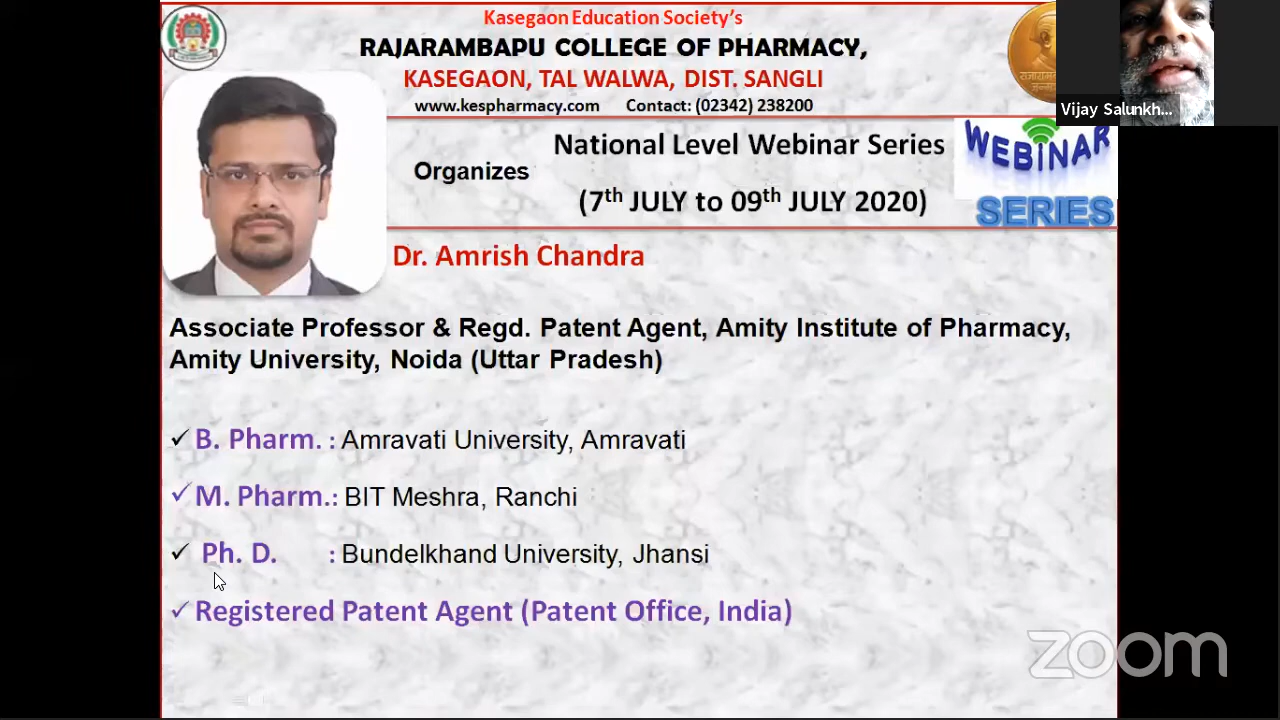 Kasegaon Education Society's
RAJARAMBAPU COLLEGE OF PHARMACY,
KASEGAON, TAL WALWA, DIST. SANGLI
www.kespharmacy.com Contact: (02342) 238200
Vijay Salunkh...
Organizes
National Level Webinar Series
(7th JULY to 09th JULY 2020)
WEBINAR
SERIES
Dr. Amrish Chandra
Associate Professor & Regd. Patent Agent, Amity Institute of Pharmacy,
Amity University, Noida (Uttar Pradesh)
✓ B. Pharm. : Amravati University, Amravati
✓ M. Pharm.: BIT Meshra, Ranchi
✓ Ph. D. : Bundelkhand University, Jhansi
✓ Registered Patent Agent (Patent Office, India)
zoom